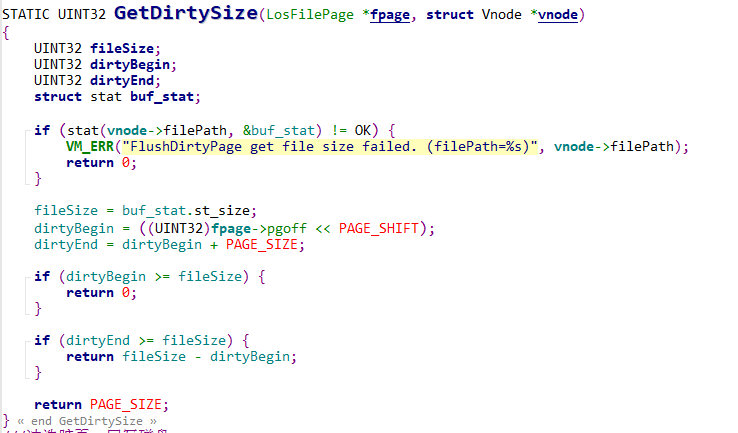 STATIC UINT32 GetDirtySize(LosFilePage *fpage, struct Vnode *vnode)
{
    UINT32 fileSize;
    UINT32 dirtyBegin;
    UINT32 dirtyEnd;
    struct stat buf_stat;

    if (stat(vnode->filePath, &buf_stat) != OK) {
        VM_ERR("FlushDirtyPage get file size failed. (filePath=%s)", vnode->filePath);
        return 0;
    }

    fileSize = buf_stat.st_size;
    dirtyBegin = ((UINT32)fpage->pgoff << PAGE_SHIFT);
    dirtyEnd = dirtyBegin + PAGE_SIZE;

    if (dirtyBegin >= fileSize) {
        return 0;
    }

    if (dirtyEnd >= fileSize) {
        return fileSize - dirtyBegin;
    }

    return PAGE_SIZE;
} « end GetDirtySize »